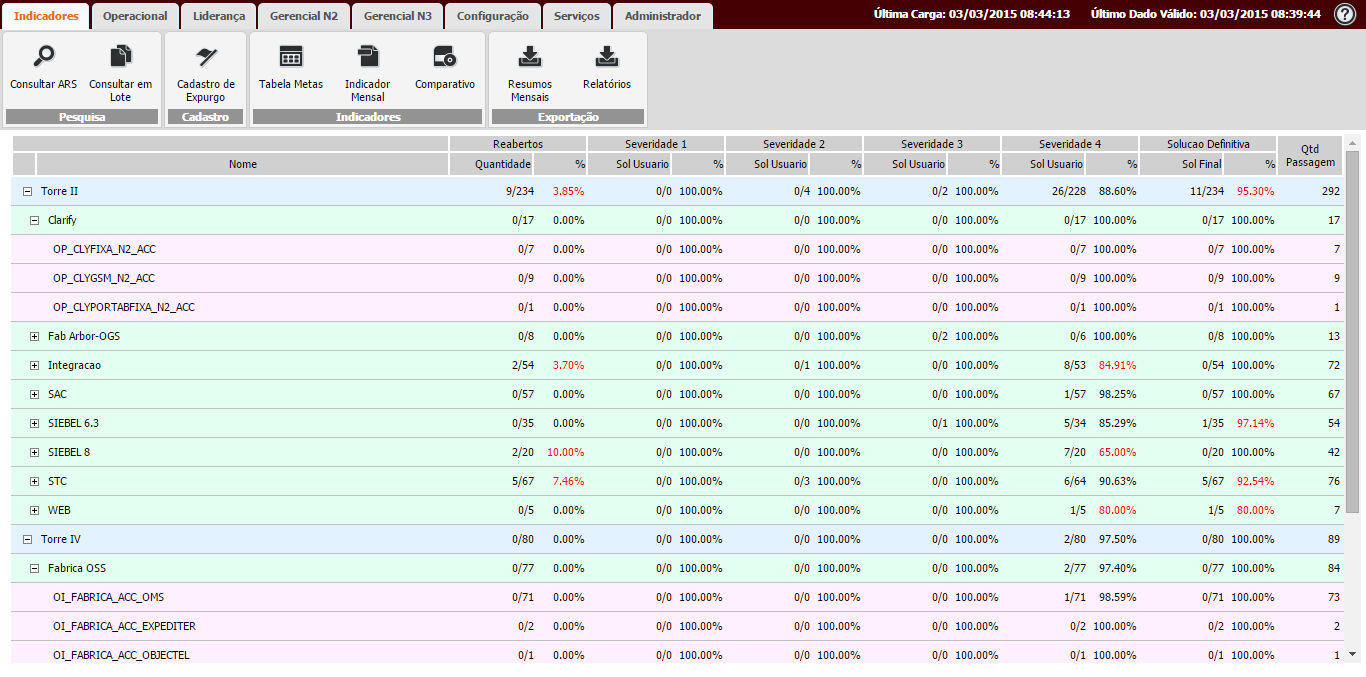 Indicadores Operacional Liderança Gerencial N2 Gerencial N3 Configuração Serviços Administrador Última Carga: 03/03/2015 08:44:13 Último Dado Válido: 03/03/2015 08:39:44 ?
Consultar ARS Consultar em Lote Cadastro de Expurgo Tabela Metas Indicador Mensal Comparativo Resumos Mensais Relatórios
Pesquisa Cadastro Indicadores Exportação
Reabertos Severidade 1 Severidade 2 Severidade 3 Severidade 4 Solucao Definitiva Qtd Passagem
Nome Quantidade % Sol Usuario % Sol Usuario % Sol Usuario % Sol Usuario % Sol Final %
Torre II 9/234 3.85% 0/0 100.00% 0/4 100.00% 0/2 100.00% 26/228 88.60% 11/234 95.30% 292
Clarify 0/17 0.00% 0/0 100.00% 0/0 100.00% 0/0 100.00% 0/17 100.00% 0/17 100.00% 17
OP_CLYFIXA_N2_ACC 0/7 0.00% 0/0 100.00% 0/0 100.00% 0/0 100.00% 0/7 100.00% 0/7 100.00% 7
OP_CLYGSM_N2_ACC 0/9 0.00% 0/0 100.00% 0/0 100.00% 0/0 100.00% 0/9 100.00% 0/9 100.00% 9
OP_CLYPORTABFIXA_N2_ACC 0/1 0.00% 0/0 100.00% 0/0 100.00% 0/0 100.00% 0/1 100.00% 0/1 100.00% 1
Fab Arbor-OGS 0/8 0.00% 0/0 100.00% 0/0 100.00% 0/2 100.00% 0/6 100.00% 0/8 100.00% 13
Integracao 2/54 3.70% 0/0 100.00% 0/1 100.00% 0/0 100.00% 8/53 84.91% 0/54 100.00% 72
SAC 0/57 0.00% 0/0 100.00% 0/0 100.00% 0/0 100.00% 1/57 98.25% 0/57 100.00% 67
SIEBEL 6.3 0/35 0.00% 0/0 100.00% 0/0 100.00% 0/1 100.00% 5/34 85.29% 1/35 97.14% 54
SIEBEL 8 2/20 10.00% 0/0 100.00% 0/0 100.00% 0/0 100.00% 7/20 65.00% 0/20 100.00% 42
STC 5/67 7.46% 0/0 100.00% 0/3 100.00% 0/0 100.00% 6/64 90.63% 5/67 92.54% 76
WEB 0/5 0.00% 0/0 100.00% 0/0 100.00% 0/0 100.00% 1/5 80.00% 1/5 80.00% 7
Torre IV 0/80 0.00% 0/0 100.00% 0/0 100.00% 0/0 100.00% 2/80 97.50% 0/80 100.00% 89
Fabrica OSS 0/77 0.00% 0/0 100.00% 0/0 100.00% 0/0 100.00% 2/77 97.40% 0/77 100.00% 84
OI_FABRICA_ACC_OMS 0/71 0.00% 0/0 100.00% 0/0 100.00% 0/0 100.00% 1/71 98.59% 0/71 100.00% 73
OI_FABRICA_ACC_EXPEDITER 0/2 0.00% 0/0 100.00% 0/0 100.00% 0/0 100.00% 0/2 100.00% 0/2 100.00% 2
OI_FABRICA_ACC_OBJECTEL 0/1 0.00% 0/0 100.00% 0/0 100.00% 0/0 100.00% 0/1 100.00% 0/1 100.00% 1